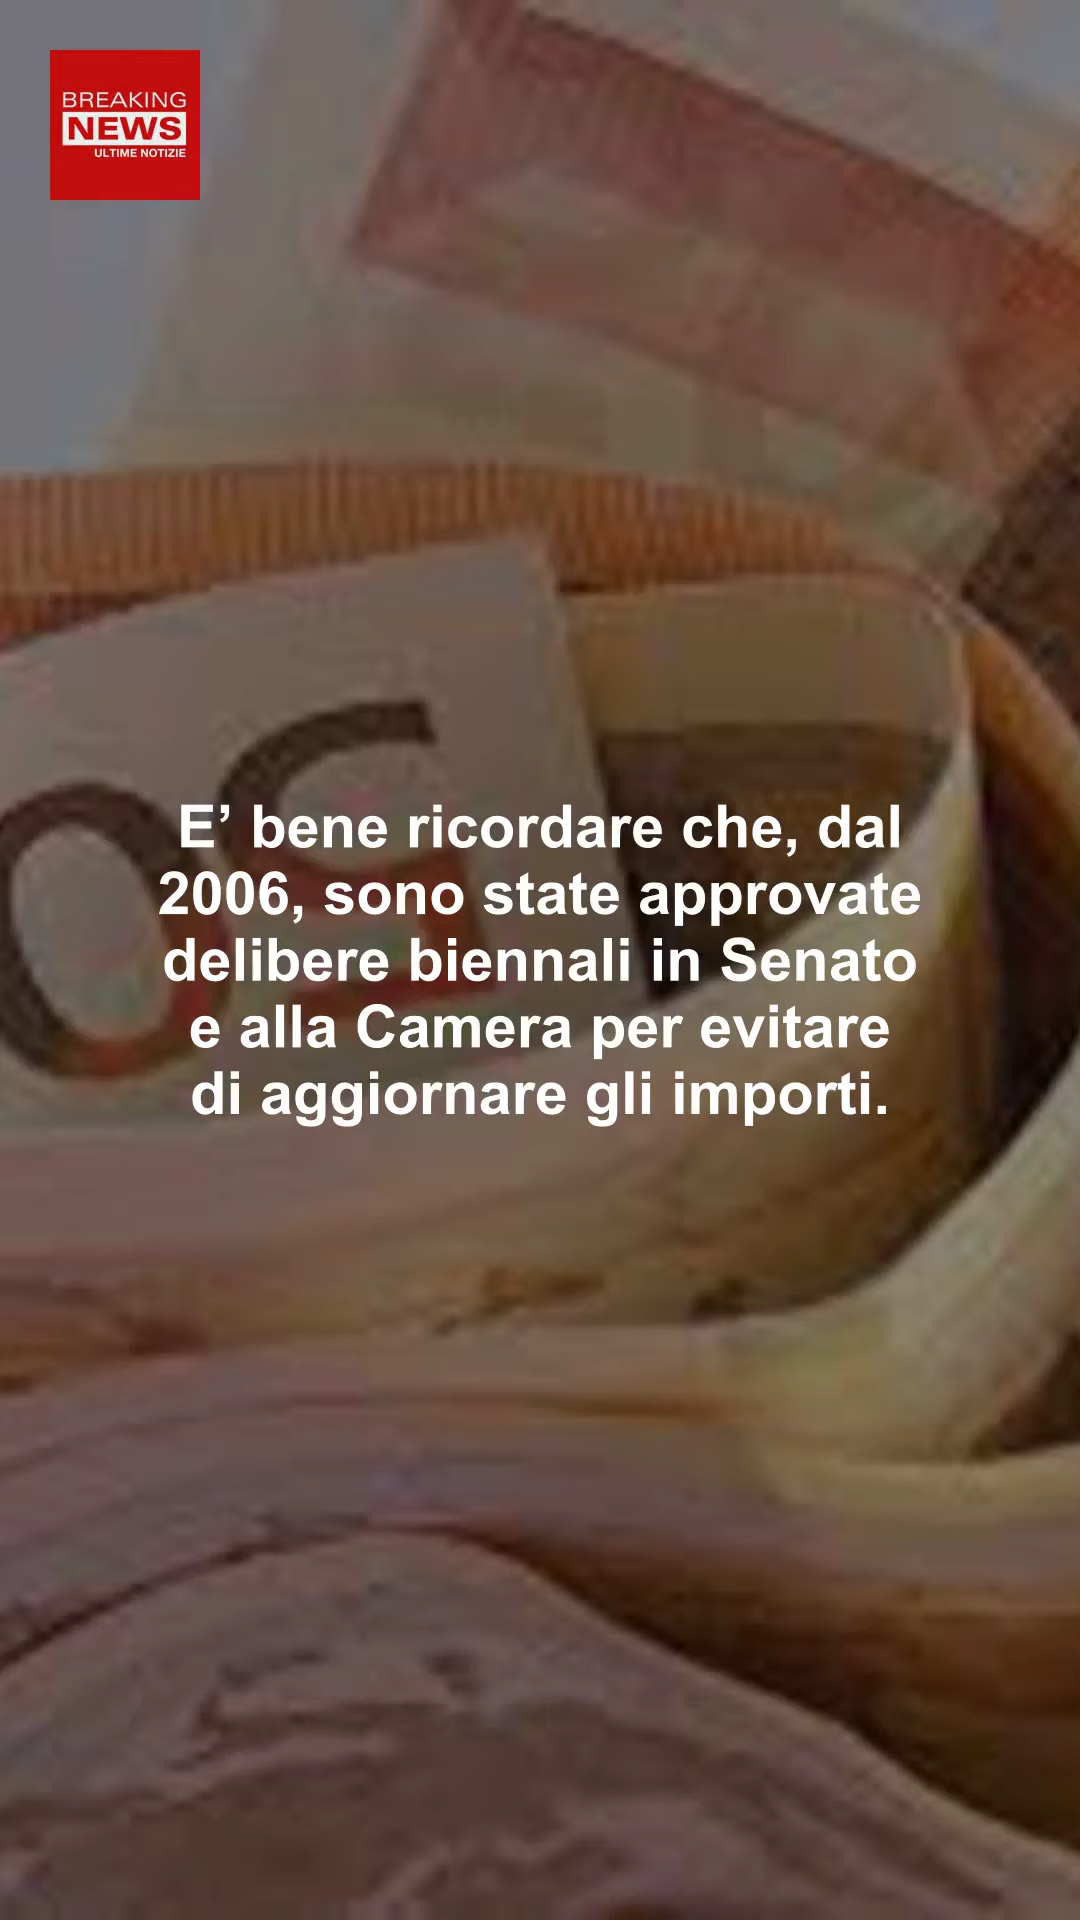 BREAKING
NEWS
ULTIME NOTIZIE
E’ bene ricordare che, dal
2006, sono state approvate
delibere biennali in Senato
e alla Camera per evitare
di aggiornare gli importi.
50